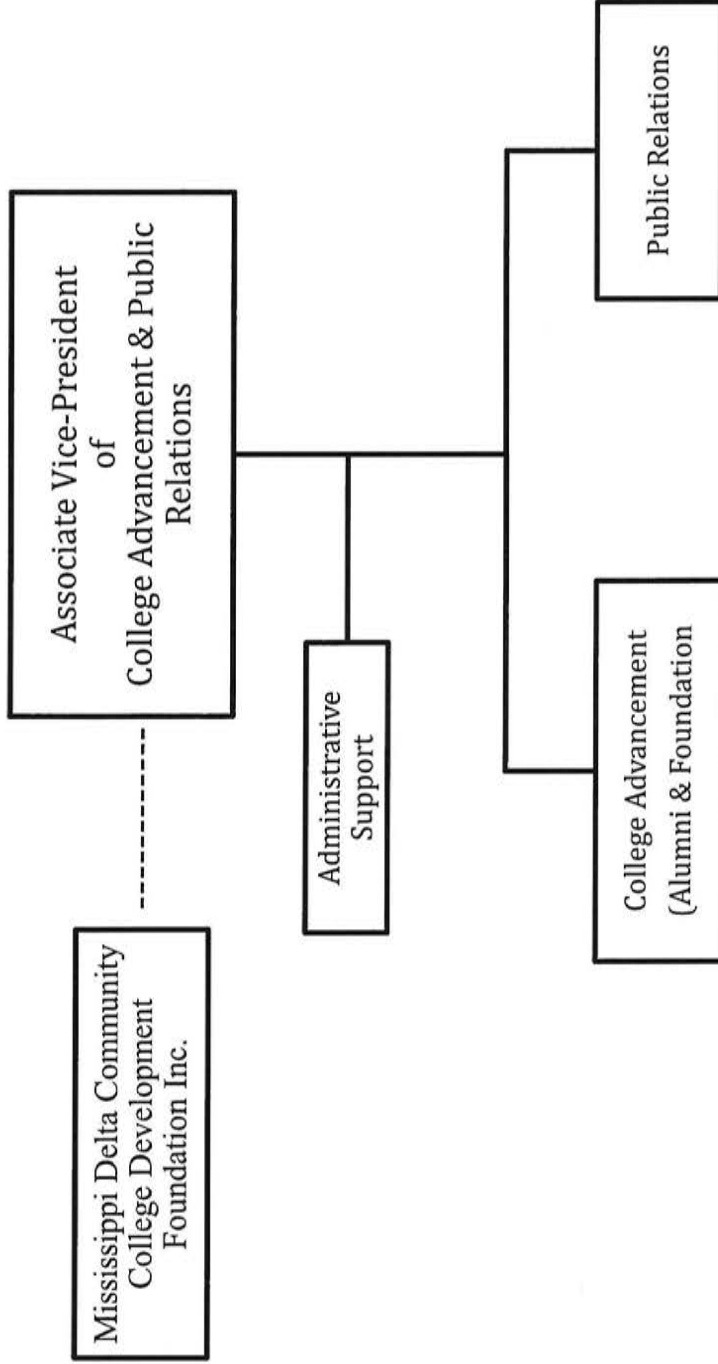 Associate Vice-President
of
College Advancement & Public
Relations
Mississippi Delta Community
College Development
Foundation Inc.
Administrative
Support
College Advancement
(Alumni & Foundation
Public Relations